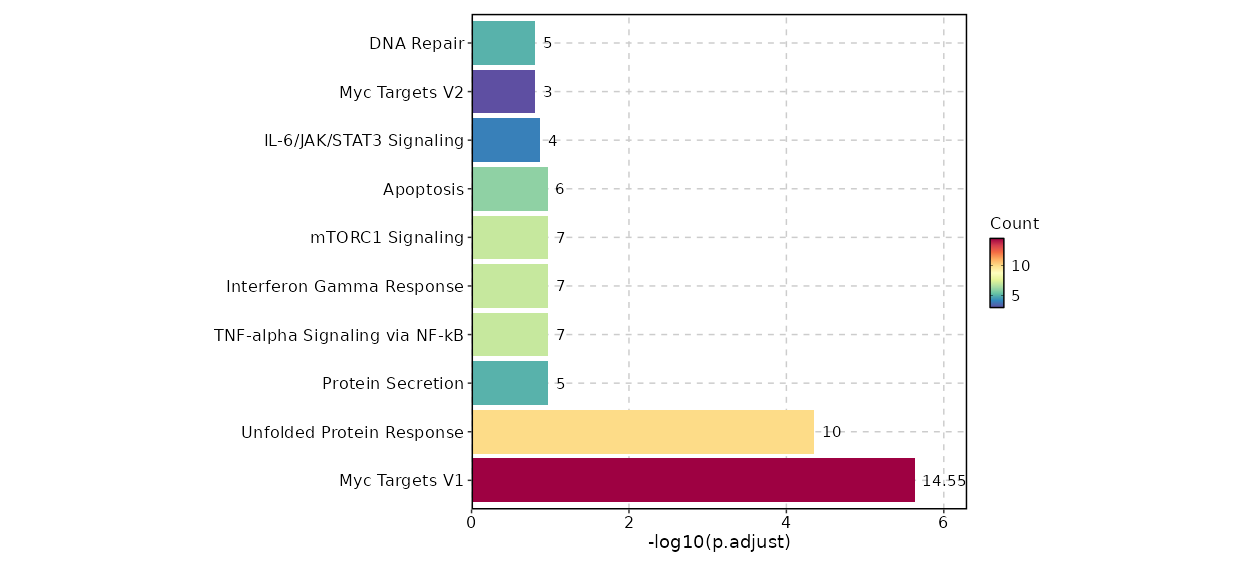 DNA Repair 5
Myc Targets V2 3
IL-6/JAK/STAT3 Signaling 4
Apoptosis 6
mTORC1 Signaling 7
Interferon Gamma Response 7
TNF-alpha Signaling via NF-kB 7
Protein Secretion 5
Unfolded Protein Response 10
Myc Targets V1 14.55
0 2 4 6
-log10(p.adjust)
Count
10
5